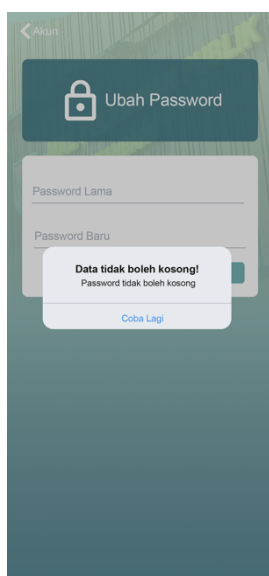 Akun
Ubah Password
Password Lama
Password Baru
Data tidak boleh kosong!
Password tidak boleh kosong
Coba Lagi